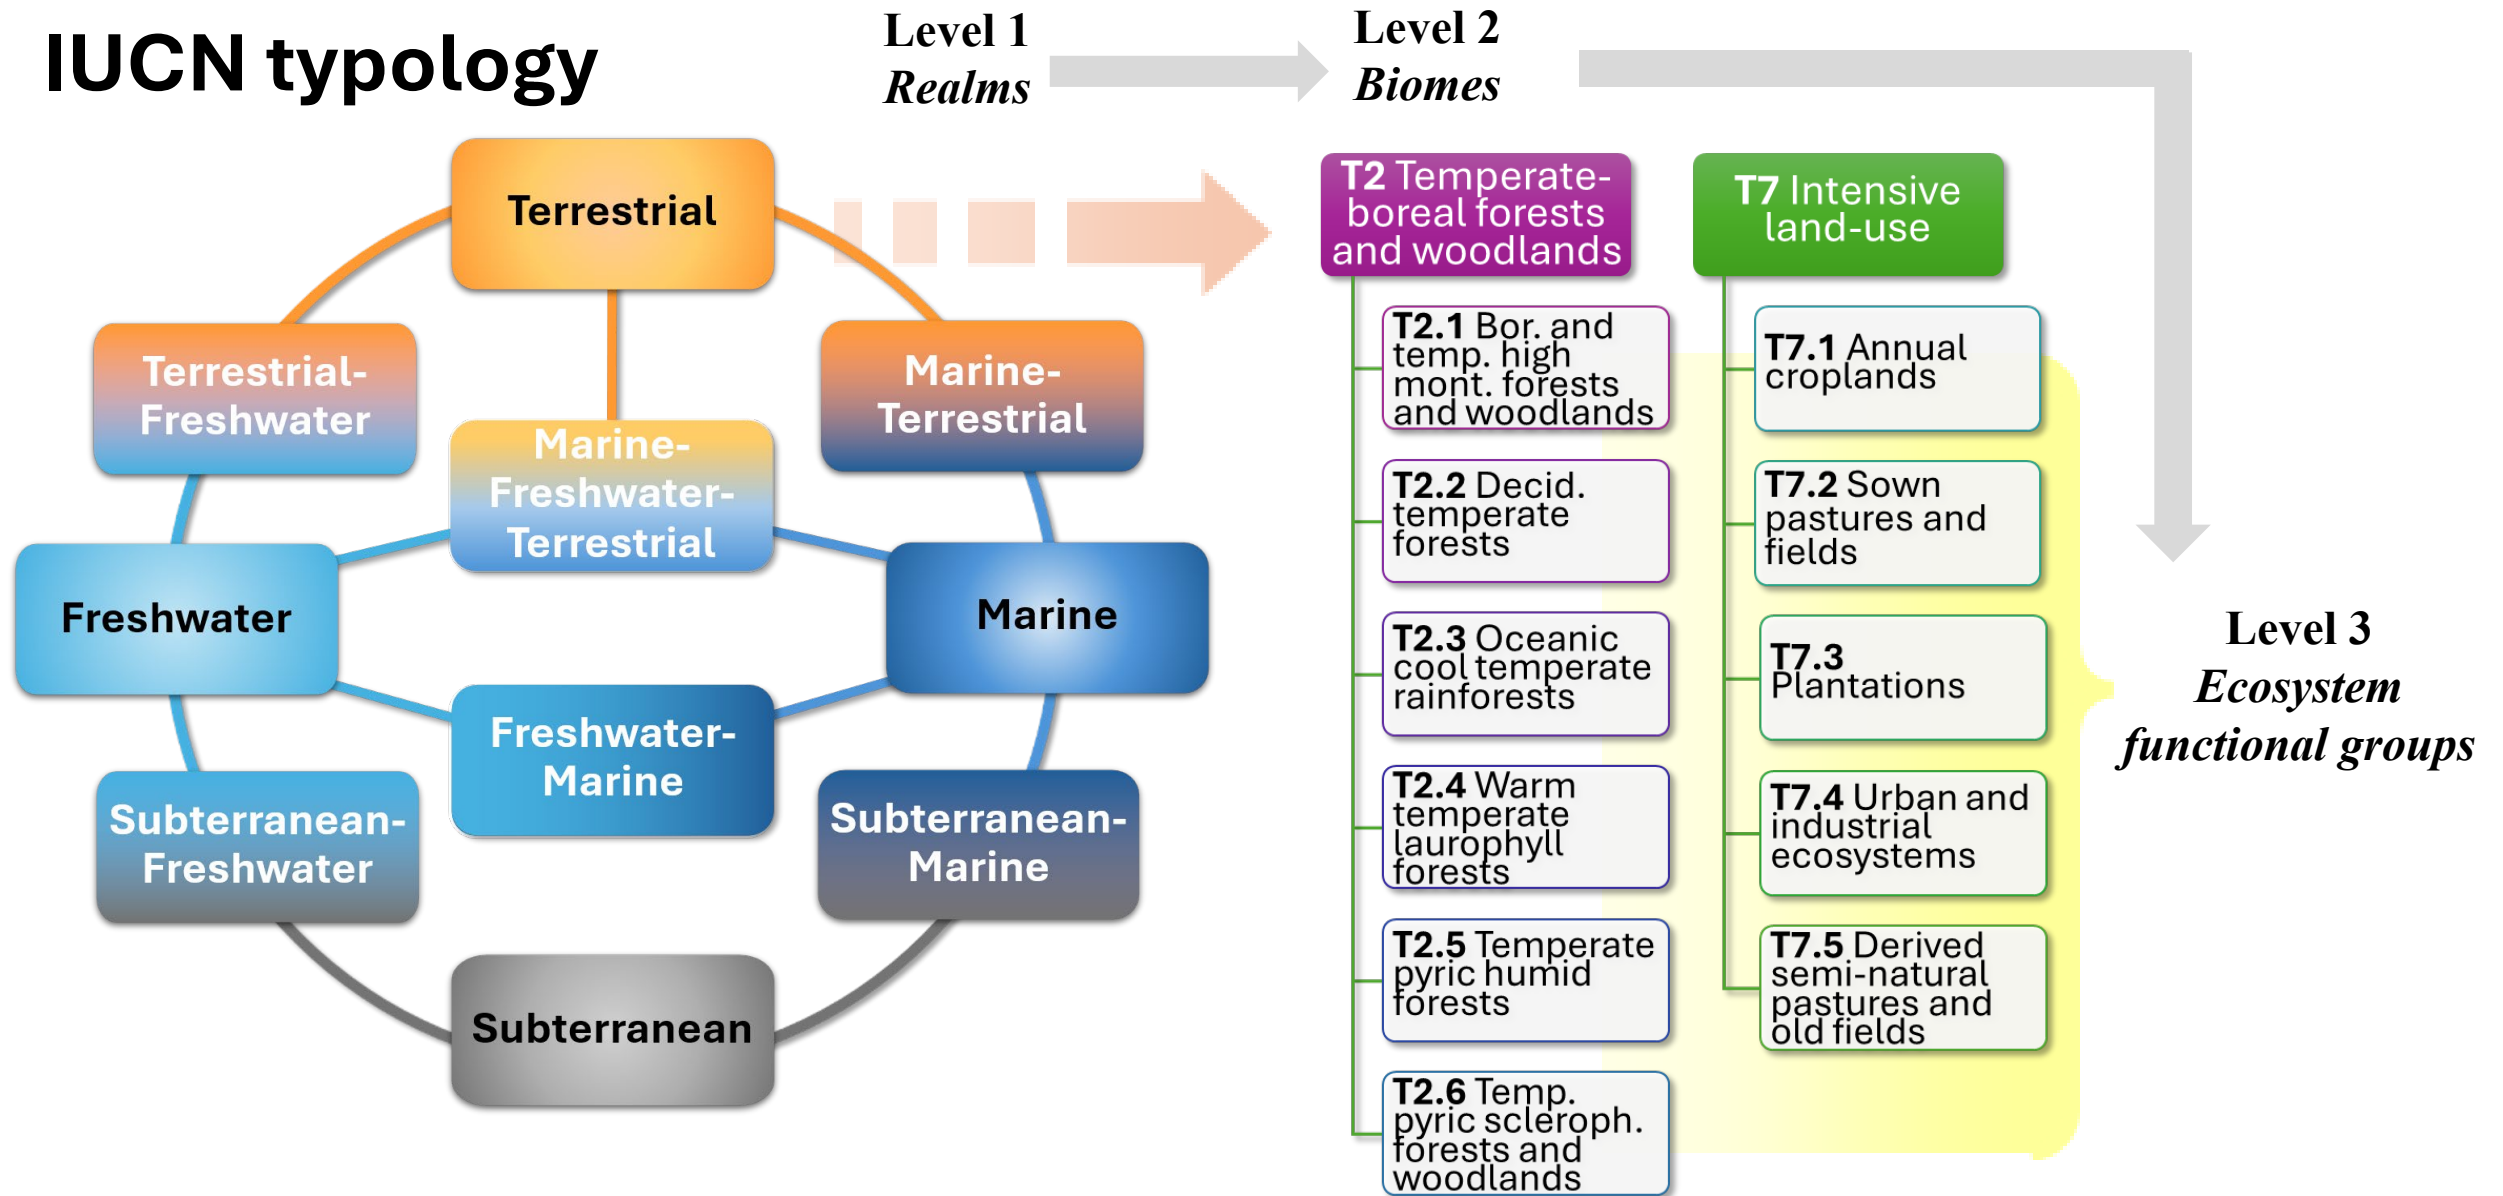 IUCN typology
Level 1
Realms
Level 2
Biomes
Terrestrial
Terrestrial-
Freshwater
Marine-
Terrestrial
Marine-
Freshwater-
Terrestrial
Freshwater
Marine
Freshwater-
Marine
Subterranean-
Freshwater
Subterranean-
Marine
Subterranean
T2 Temperate-
boreal forests
and woodlands
T2.1 Bor. and
temp. high
mont. forests
and woodlands
T2.2 Decid.
temperate
forests
T2.3 Oceanic
cool temperate
rainforests
T2.4 Warm
temperate
laurophyll
forests
T2.5 Temperate
pyric humid
forests
T2.6 Temp.
pyric scleroph.
forests and
woodlands
T7 Intensive
land-use
T7.1 Annual
croplands
T7.2 Sown
pastures and
fields
T7.3
Plantations
T7.4 Urban and
industrial
ecosystems
T7.5 Derived
semi-natural
pastures and
old fields
Level 3
Ecosystem
functional groups